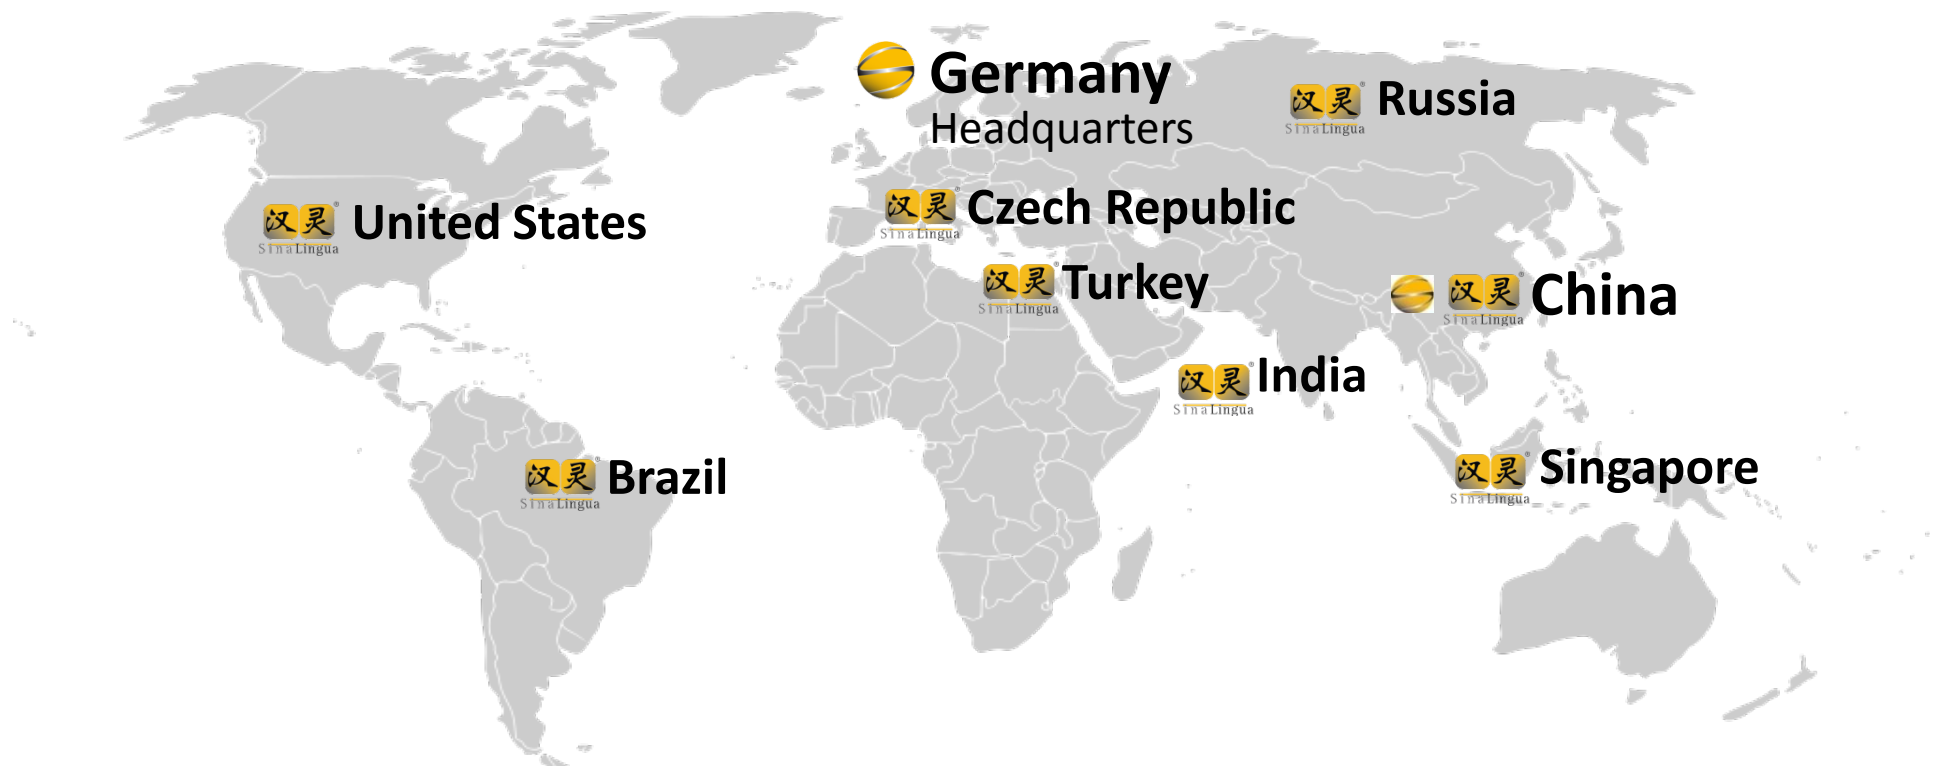 Germany
Headquarters
汉灵®
SinaLingua
Russia
汉灵®
SinaLingua
United States
汉灵®
SinaLingua
Czech Republic
汉灵®
SinaLingua
Turkey
汉灵®
SinaLingua
China
汉灵®
SinaLingua
India
汉灵®
SinaLingua
Brazil
汉灵®
SinaLingua
Singapore